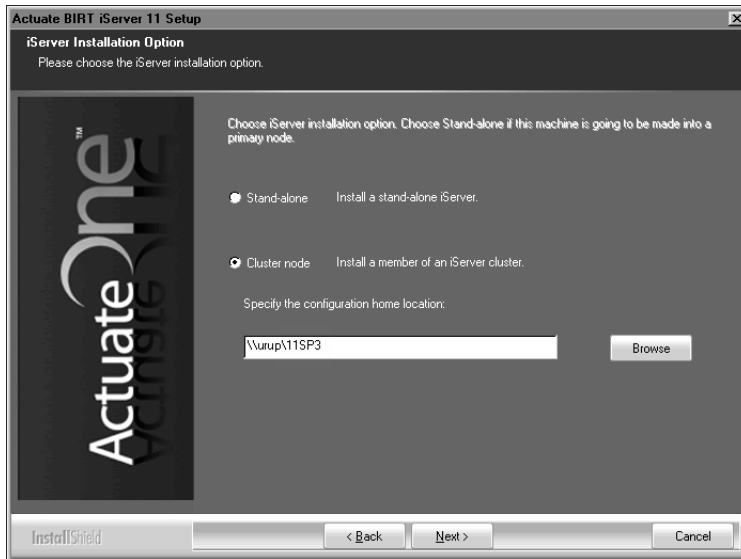 Actuate BIRT iServer 11 Setup
iServer Installation Option
Please choose the iServer installation option.
Choose iServer installation option. Choose Stand-alone if this machine is going to be made into a
primary node.
Stand-alone Install a stand-alone iServer.
Cluster node Install a member of an iServer cluster.
Specify the configuration home location:
\\urup\11SP3
Browse
ActuateOne™
InstallShield
< Back Next > Cancel